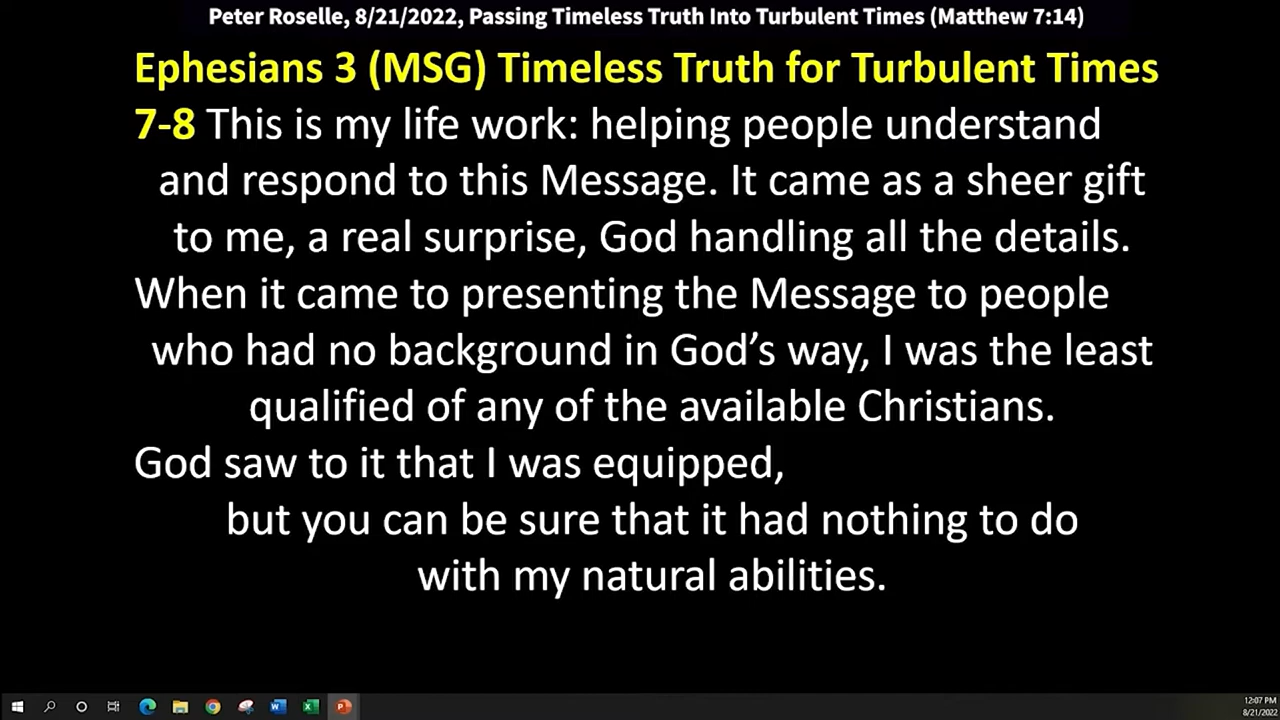 Peter Roselle, 8/21/2022, Passing Timeless Truth Into Turbulent Times (Matthew 7:14)
Ephesians 3 (MSG) Timeless Truth for Turbulent Times
7-8 This is my life work: helping people understand
and respond to this Message. It came as a sheer gift
to me, a real surprise, God handling all the details.
When it came to presenting the Message to people
who had no background in God’s way, I was the least
qualified of any of the available Christians.
God saw to it that I was equipped,
but you can be sure that it had nothing to do
with my natural abilities.
12:07 PM
8/21/2022